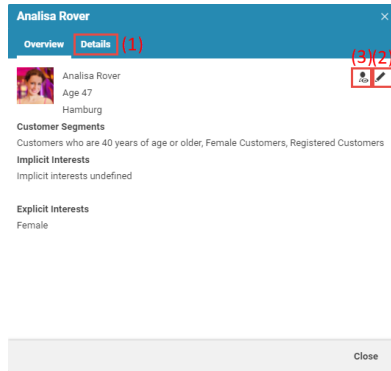 Analisa Rover ×
Overview Details (1)
(3)(2)
Analisa Rover
Age 47
Hamburg
Customer Segments
Customers who are 40 years of age or older, Female Customers, Registered Customers
Implicit Interests
Implicit interests undefined
Explicit Interests
Female
Close